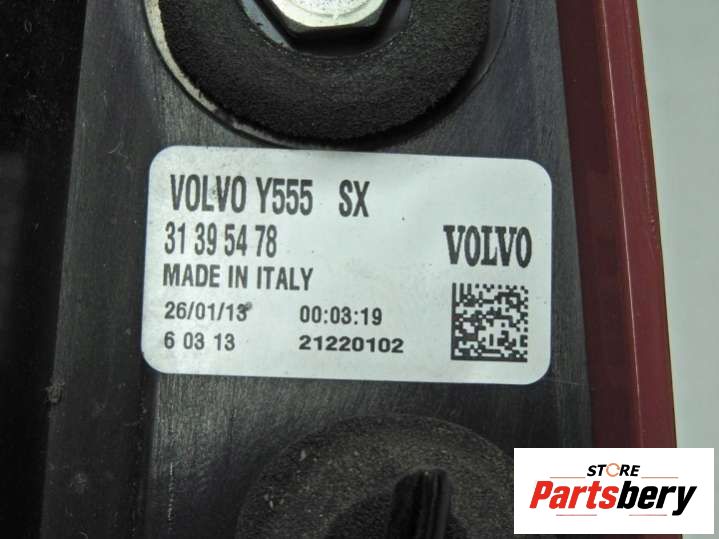 VOLVO Y555 SX
31 39 54 78
VOLVO
MADE IN ITALY
26/01/13 00:03:19
6 03 13 21220102
STORE
Partsbery